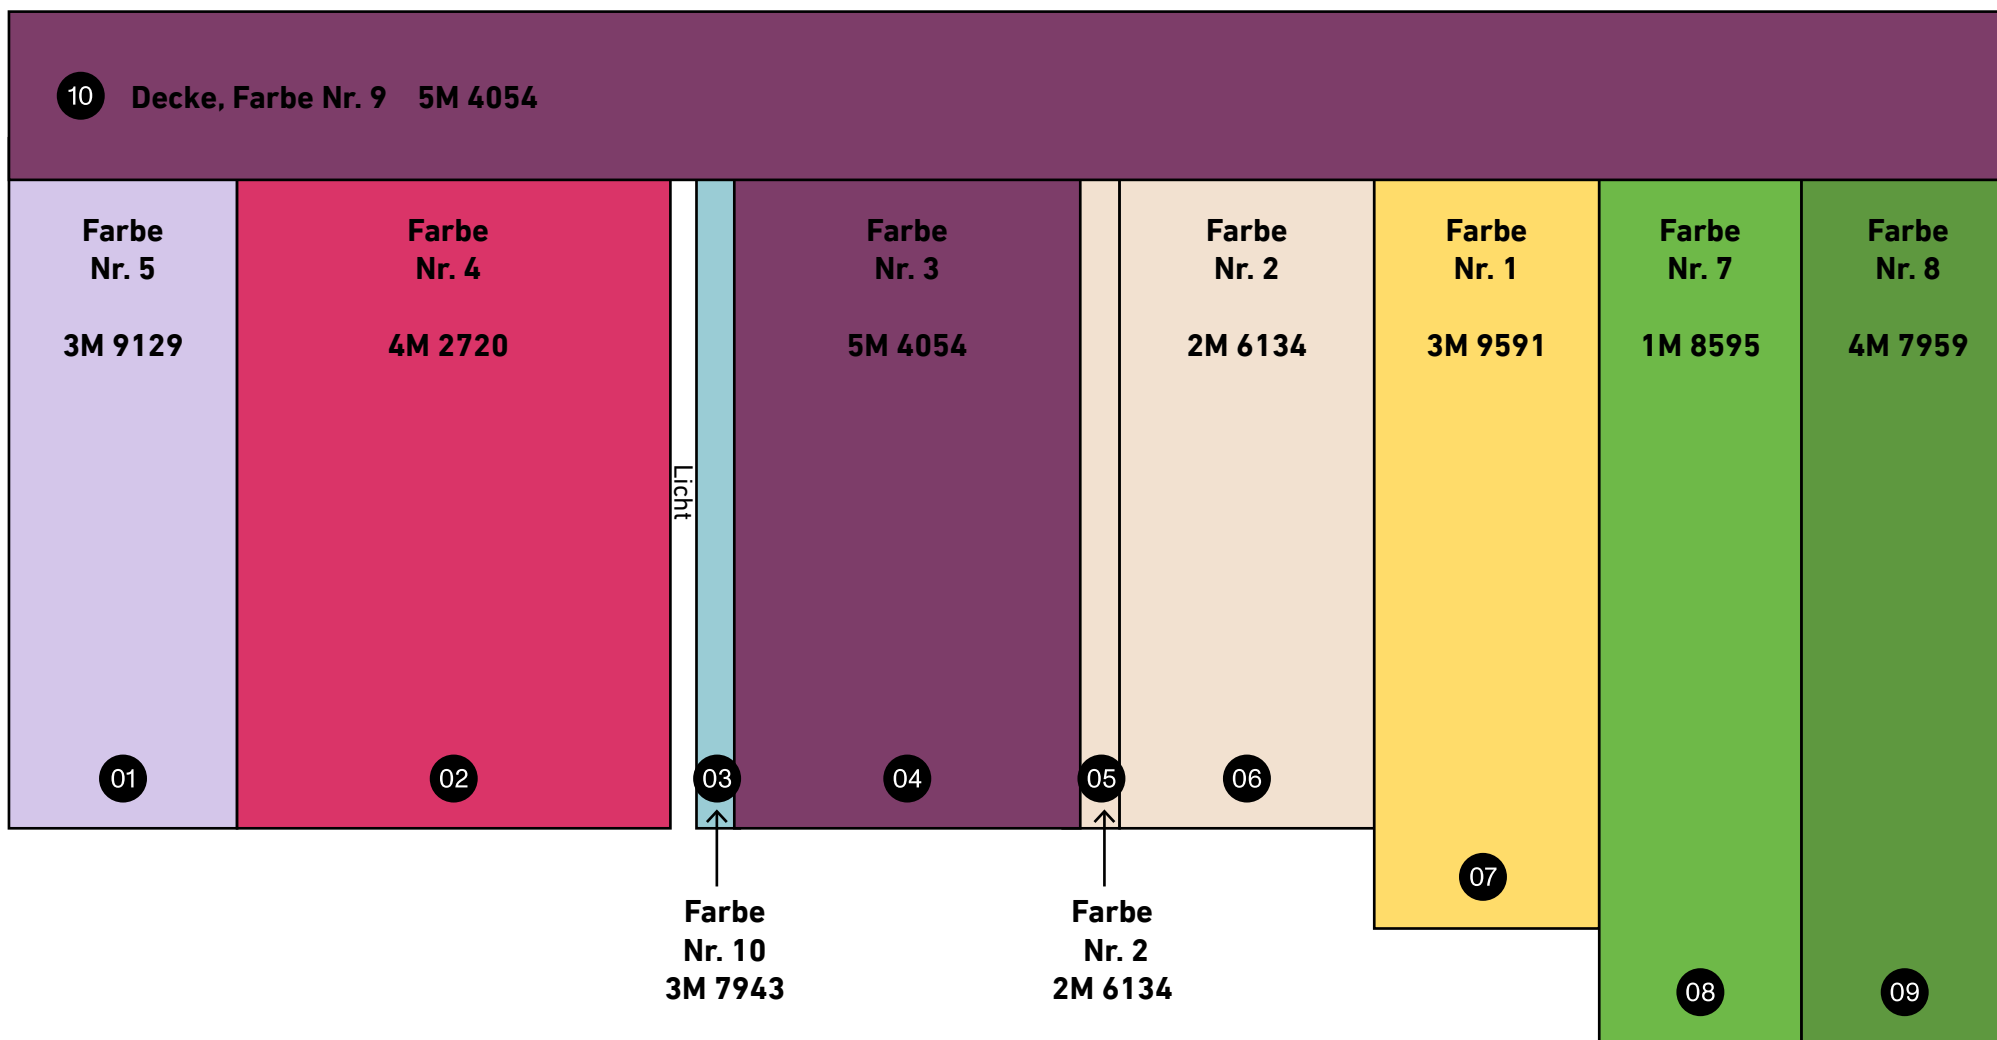 10 Decke, Farbe Nr. 9 5M 4054
Farbe
Nr. 5
3M 9129
01
Farbe
Nr. 4
4M 2720
02
Licht
03
Farbe
Nr. 10
3M 7943
Farbe
Nr. 3
5M 4054
04
05
Farbe
Nr. 2
2M 6134
Farbe
Nr. 2
2M 6134
06
Farbe
Nr. 1
3M 9591
07
Farbe
Nr. 7
1M 8595
08
Farbe
Nr. 8
4M 7959
09